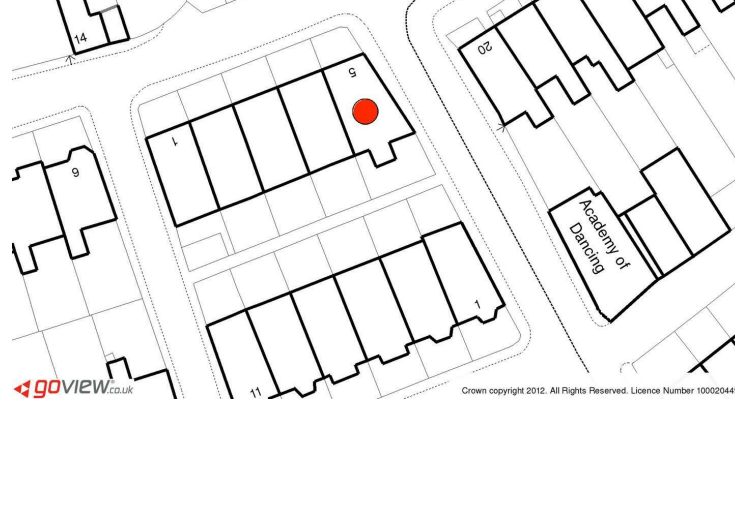 14
5
20
1
9
Academy of
Dancing
1
11
goview.co.uk
Crown copyright 2012. All Rights Reserved. Licence Number 10002044